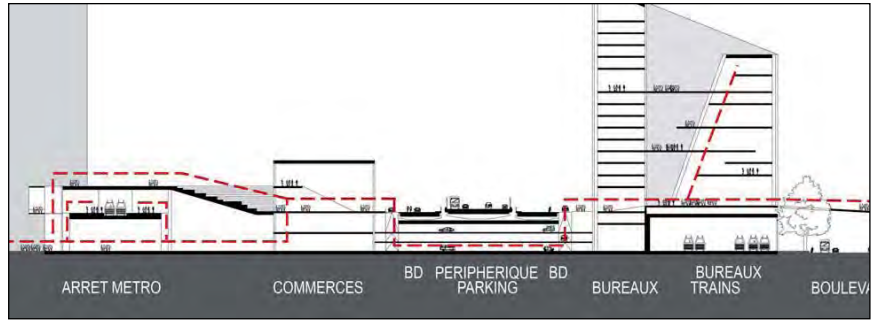 ARRET METRO
COMMERCES
BD PERIPHERIQUE BD
PARKING
BUREAUX
BUREAUX
TRAINS
BOULEVA